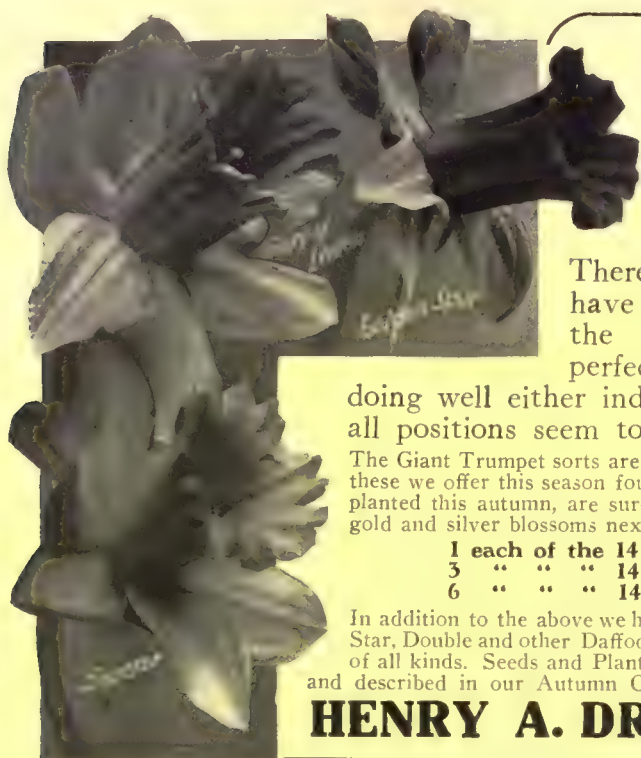 There
have
the
perfec
doing well either ind
all positions seem to
The Giant Trumpet sorts are
these we offer this season fou
planted this autumn, are sur
gold and silver blossoms nex
1 each of the 14
3 " " " 14
6 " " " 14
In addition to the above we h
Star, Double and other Daffoc
of all kinds. Seeds and Plant
and described in our Autumn C
HENRY A. DR